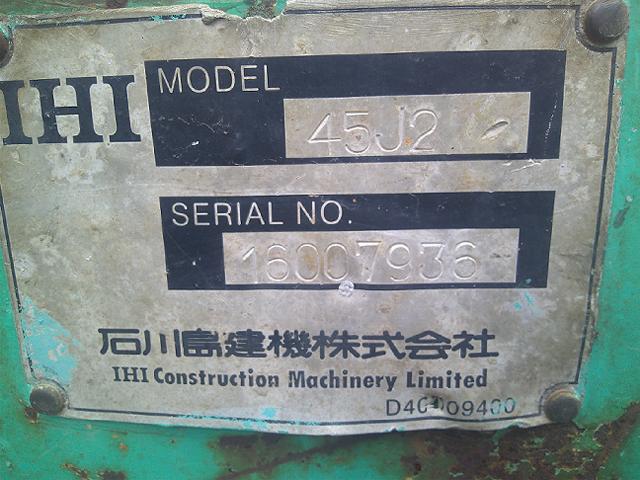 IHI
MODEL
45J2 -
SERIAL NO.
16007936
石川島建機株式会社
IHI Construction Machinery Limited